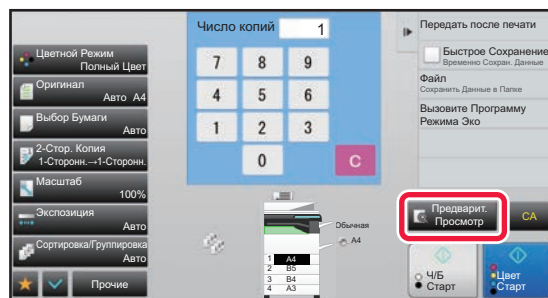 Число копий 1
Передать после печати
Быстрое Сохранение
Временно Сохран. Данные
Файл
Сохранить Данные в Папке
Вызовите Программу
Режима Эко
Цветной Режим
Полный Цвет
Оригинал
Авто A4
Выбор Бумаги
Авто
2-Стор. Копия
1-Сторонн.→1-Сторонн.
Масштаб
100%
Экспозиция
Авто
Сортировка/Группировка
Авто
Прочие
7 8 9
4 5 6
1 2 3
0 C
Обычная
A4
1 A4
2 B5
3 B4
4 A3
Предварит.
Просмотр
CA
Ч/Б
Старт
Цвет
Старт